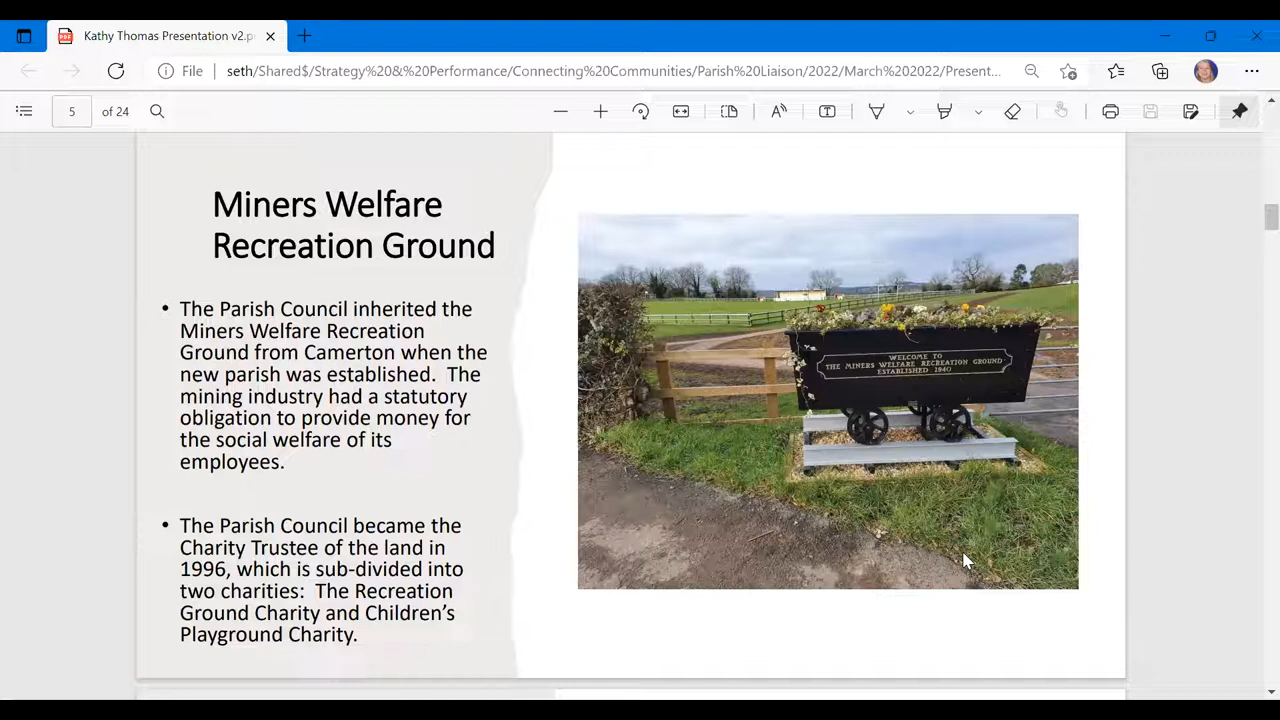 Kathy Thomas Presentation v2.p
File
seth/Shared$/Strategy%20&%20Performance/Connecting%20Communities/Parish%20Liaison/2022/March%202022/Present...
5 of 24
Miners Welfare
Recreation Ground
• The Parish Council inherited the
Miners Welfare Recreation
Ground from Camerton when the
new parish was established. The
mining industry had a statutory
obligation to provide money for
the social welfare of its
employees.
• The Parish Council became the
Charity Trustee of the land in
1996, which is sub-divided into
two charities: The Recreation
Ground Charity and Children’s
Playground Charity.
WELCOME TO
THE MINERS WELFARE RECREATION GROUND
ESTABLISHED 1940